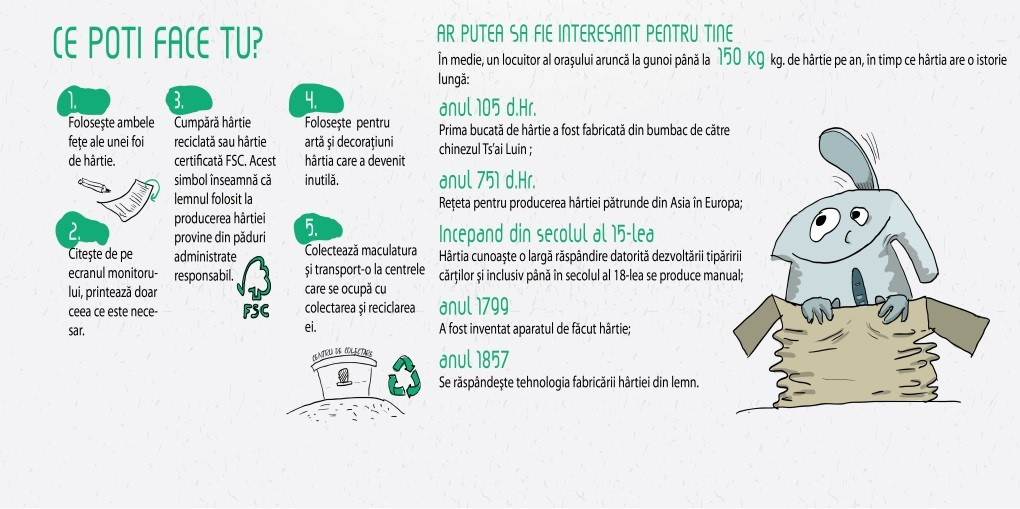 CE POTI FACE TU?
1.
Folosește ambele
fețe ale unei foi
de hârtie.
2.
Citește de pe
ecranul monitoru-
lui, printează doar
ceea ce este nece-
sar.
3.
Cumpără hârtie
reciclată sau hârtie
certificată FSC. Acest
simbol înseamnă că
lemnul folosit la
producerea hârtiei
provine din păduri
administrate
responsabil.
FSC
4.
Folosește pentru
artă și decorațiuni
hârtia care a devenit
inutilă.
5.
Colectează maculatura
și transport-o la centrele
care se ocupă cu
colectarea și reciclarea
ei.
CENTRU DE COLECTARE
AR PUTEA SA FIE INTERESANT PENTRU TINE
În medie, un locuitor al orașului aruncă la gunoi până la 150 kg kg. de hârtie pe an, în timp ce hârtia are o istorie
lungă:
anul 105 d.Hr.
Prima bucată de hârtie a fost fabricată din bumbac de către
chinezul Ts'ai Luin ;
anul 751 d.Hr.
Rețeta pentru producerea hârtiei pătrunde din Asia în Europa;
Incepand din secolul al 15-lea
Hârtia cunoaște o largă răspândire datorită dezvoltării tipăririi
cărților și inclusiv până în secolul al 18-lea se produce manual;
anul 1799
A fost inventat aparatul de făcut hârtie;
anul 1857
Se răspândește tehnologia fabricării hârtiei din lemn.